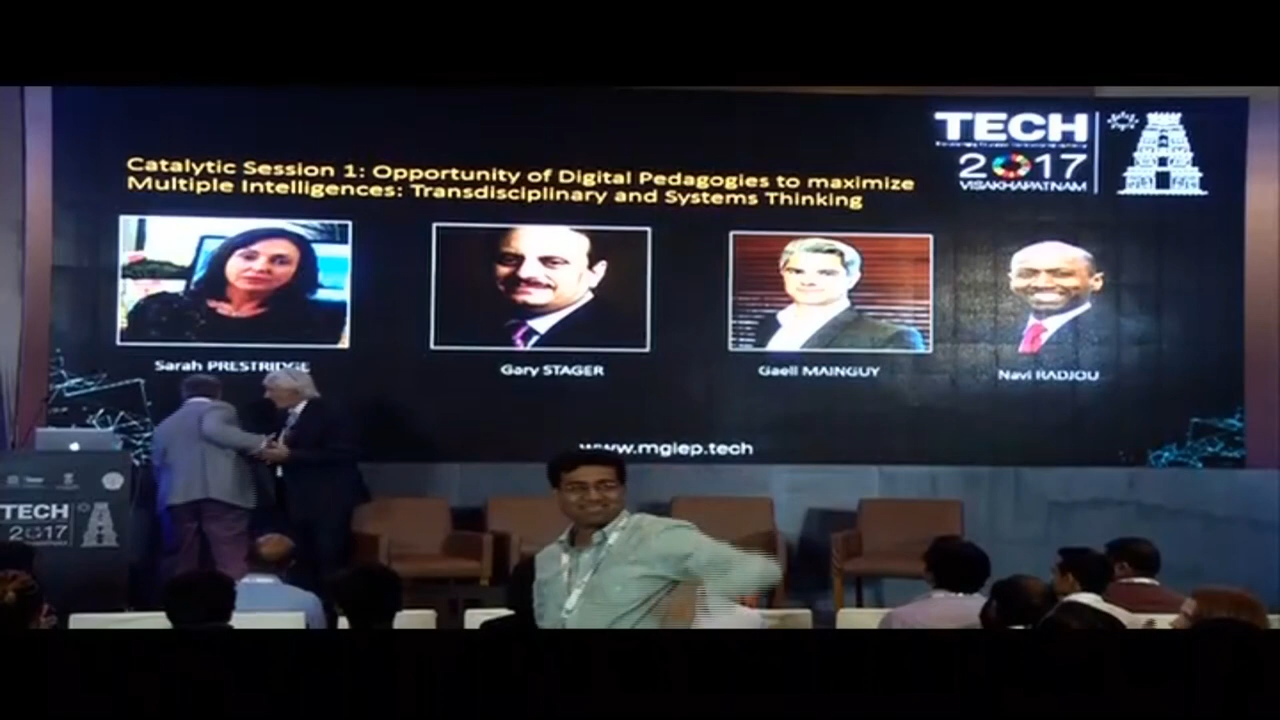 TECH
2017
VISAKHAPATNAM
Catalytic Session 1: Opportunity of Digital Pedagogies to maximize
Multiple Intelligences: Transdisciplinary and Systems Thinking
Sarah PRESTRIDGE
Gary STAGER
Gaell MAINGUY
Navi RADJOU
www.mgiep.tech
TECH
2017